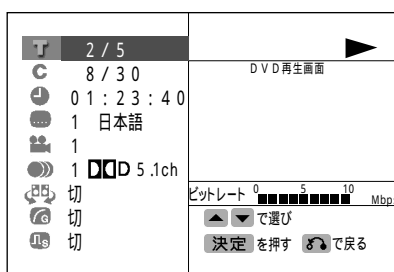 T 2/5
C 8/30
01:23:40
1 日本語
1
1 DD 5.1ch
切
G 切
s 切
DVD再生画面
ビットレート 0 5 10 Mbp
で選び
決定 を押す で戻る